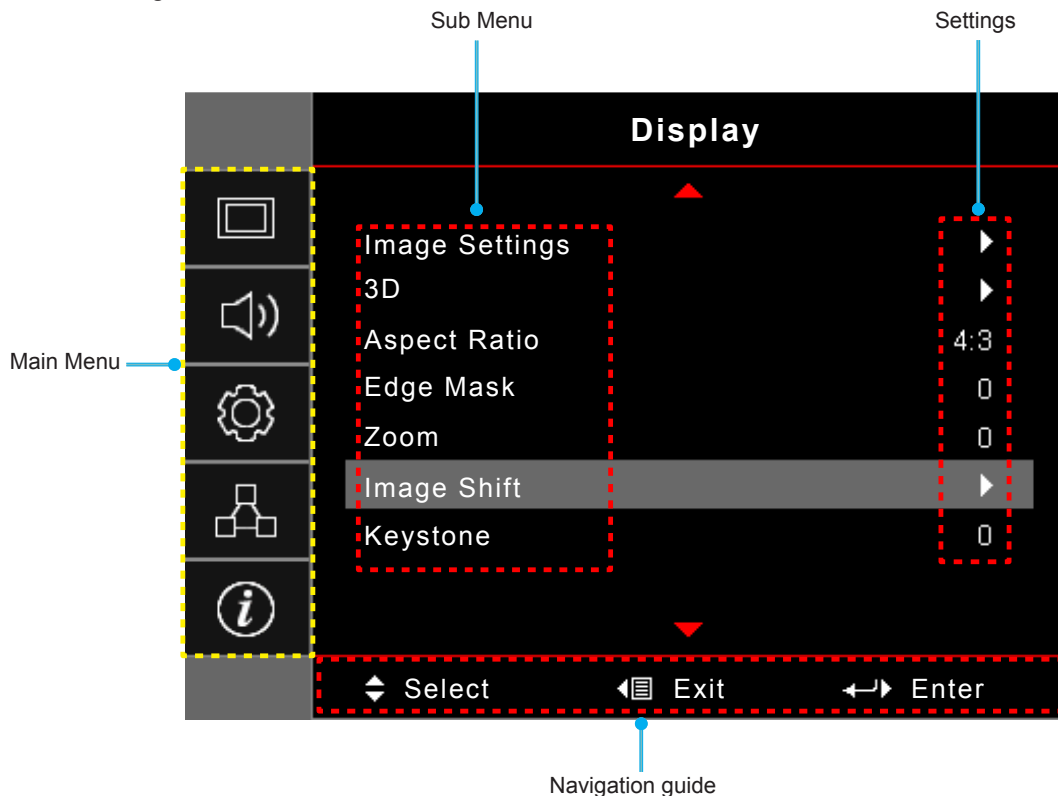 Sub Menu
Settings
Display
Image Settings
3D
Aspect Ratio 4:3
Main Menu
Edge Mask 0
Zoom 0
Image Shift
Keystone 0
i
Select Exit Enter
Navigation guide